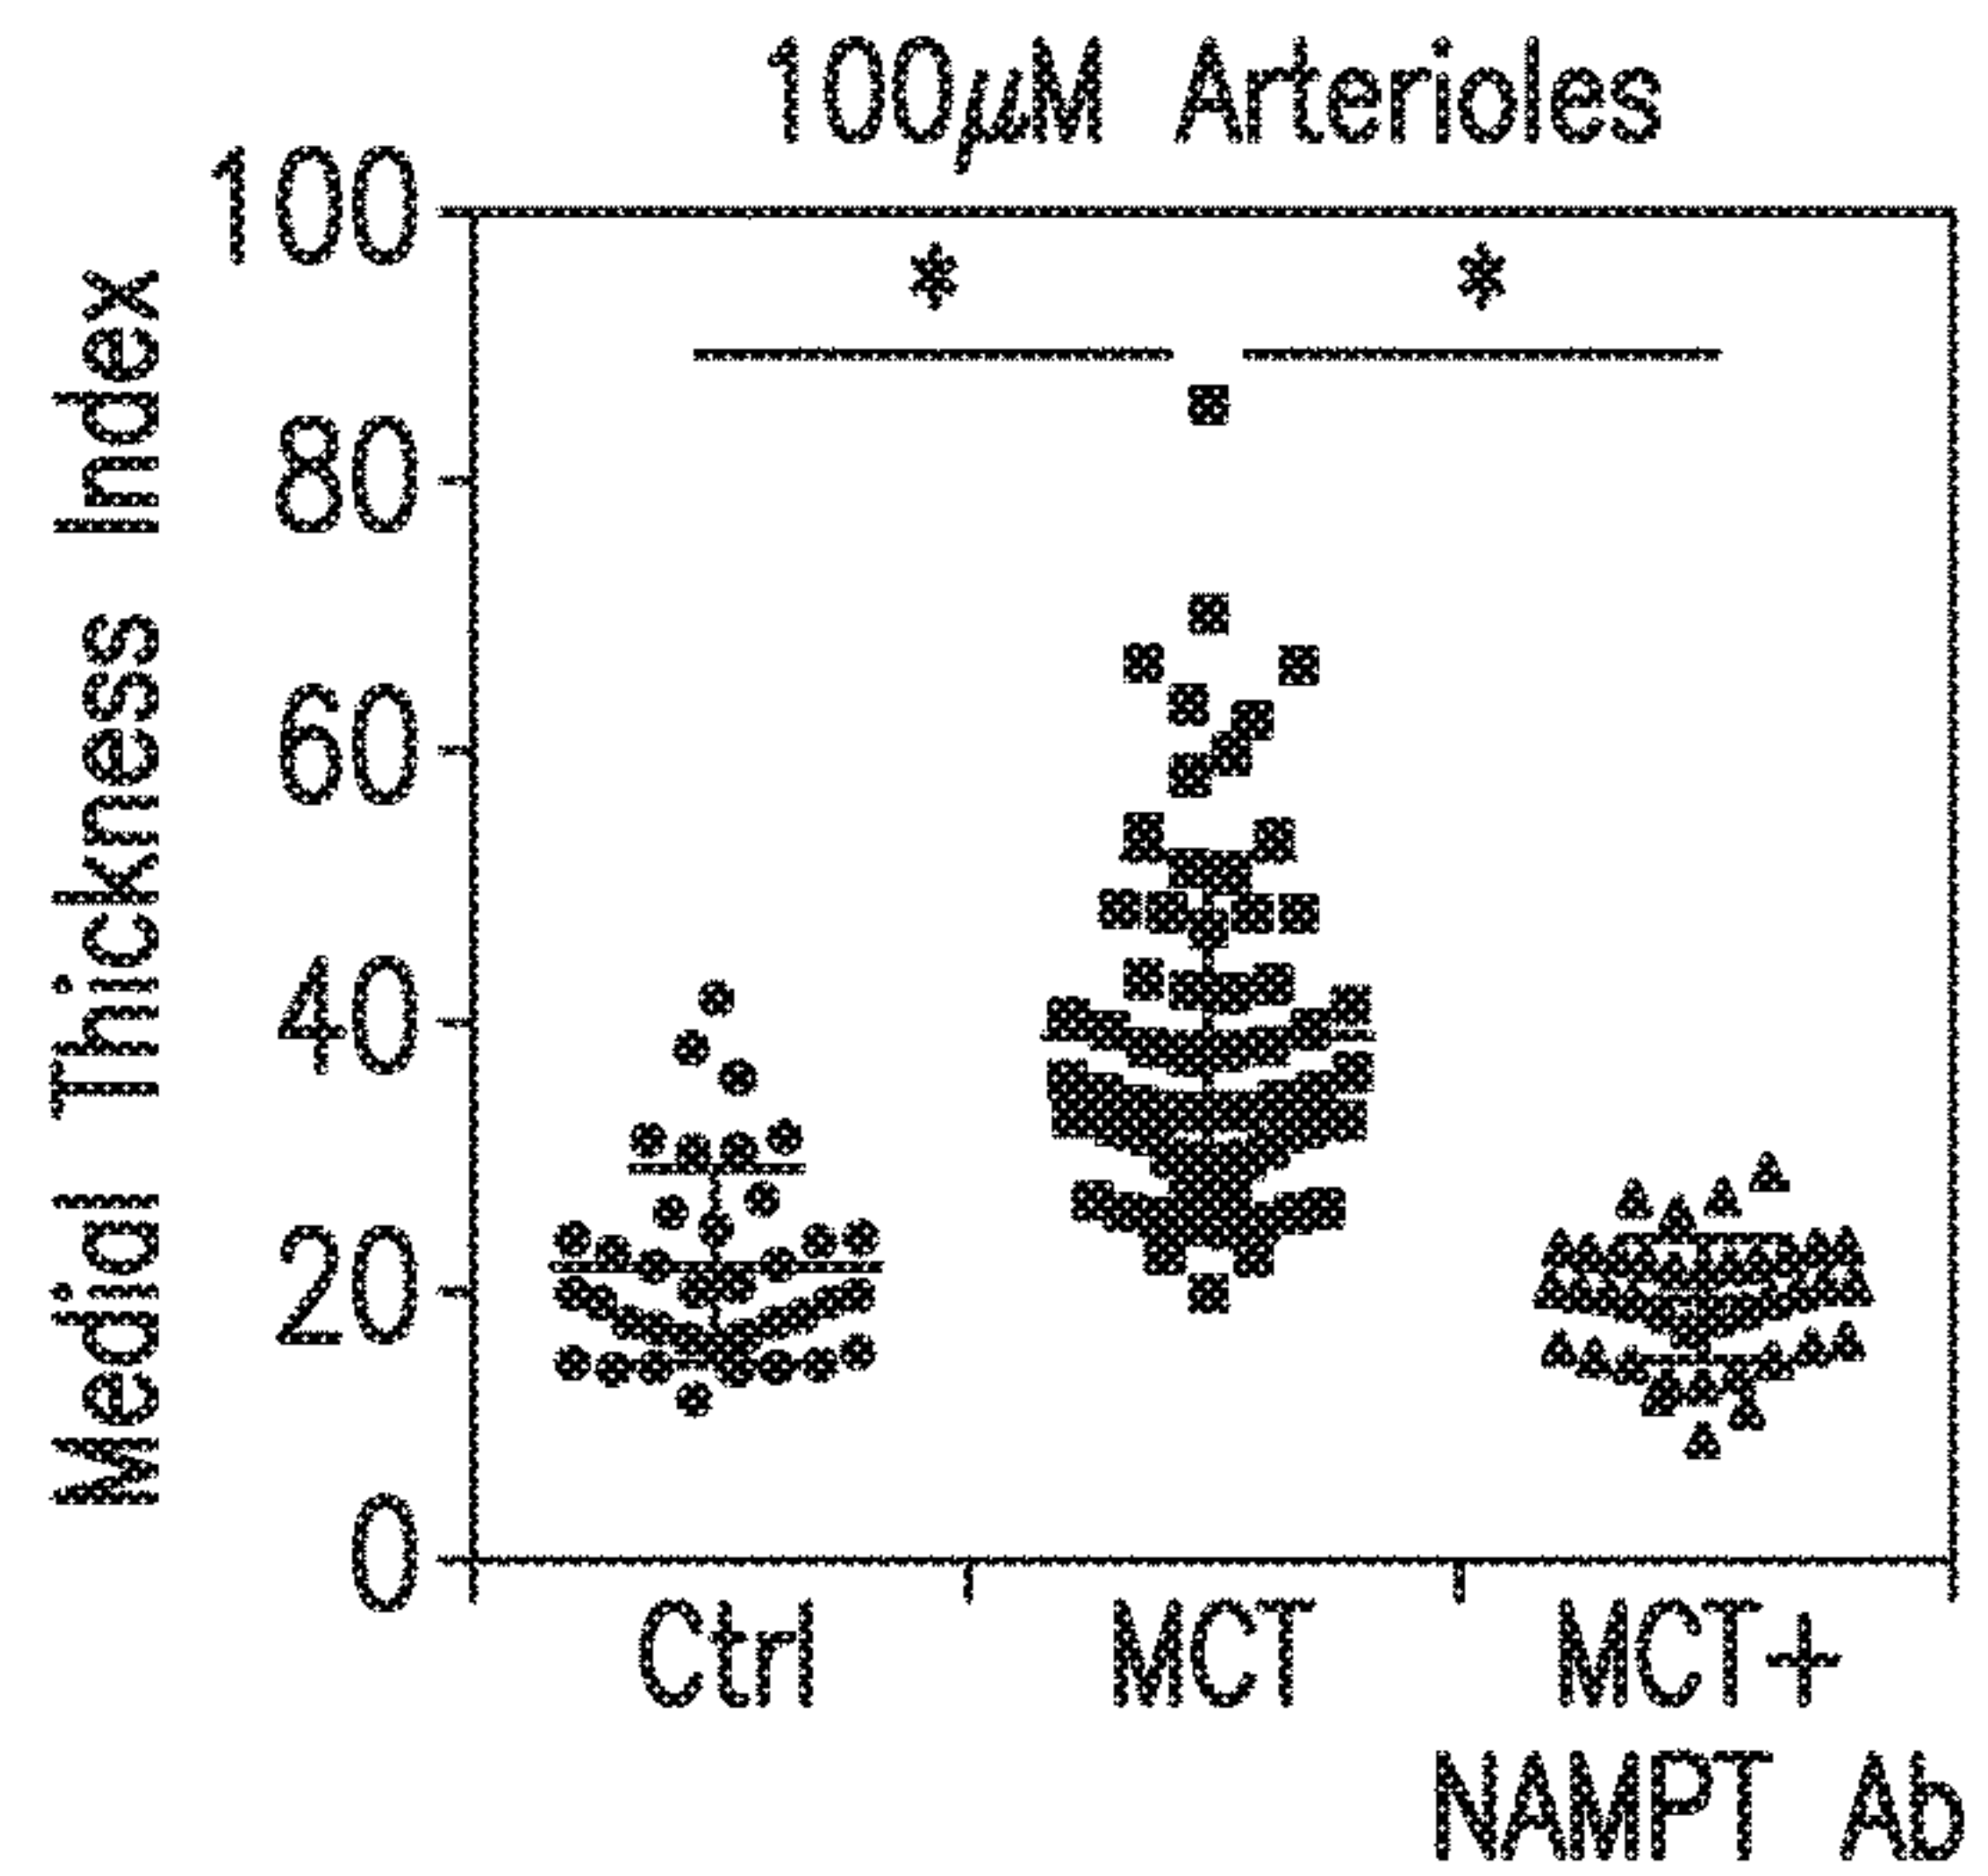 100µM Arterioles
Medial Thickness Index
100
80
60
40
20
0
* *
Ctrl MCT MCT+
NAMPT Ab